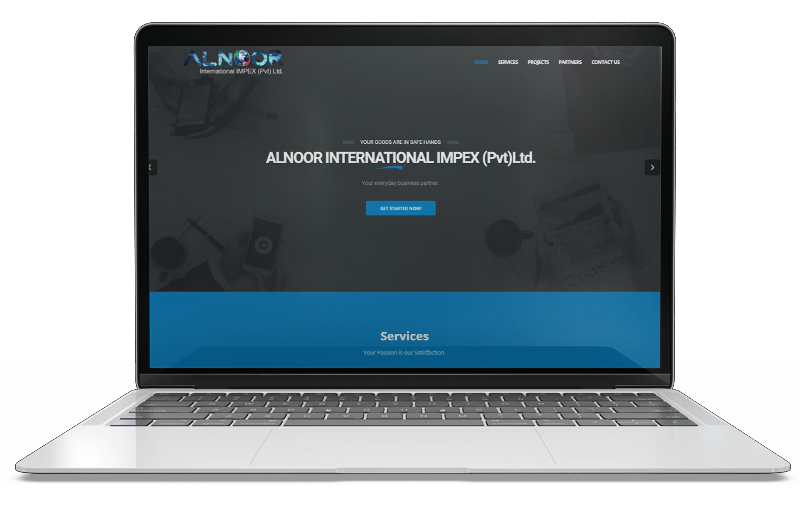 ALNOOR
International IMPEX (Pvt) Ltd.
HOME SERVICES PROJECTS PARTNERS CONTACT US
YOUR GOODS ARE IN SAFE HANDS
ALNOOR INTERNATIONAL IMPEX (Pvt)Ltd.
Your everyday business partner.
GET STARTED NOW!
Services
Your Passion is our Satisfaction.